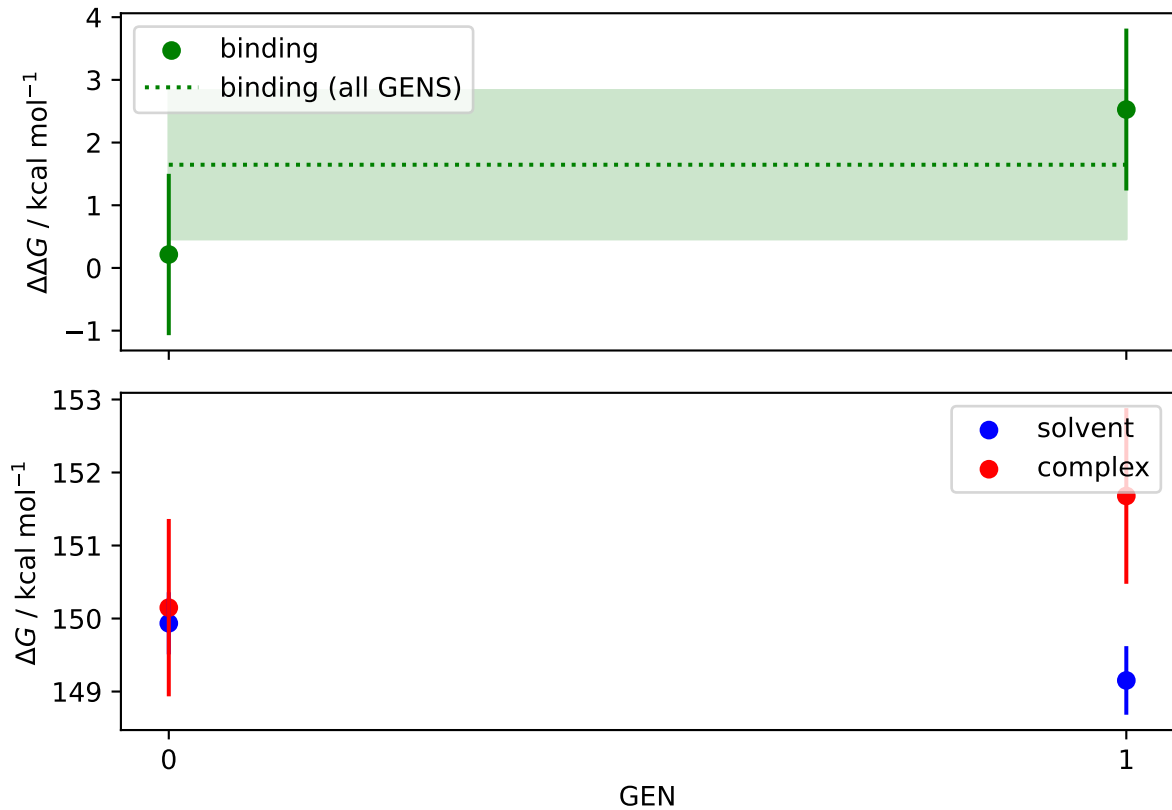 4
3
2
1
0
−1
ΔΔG / kcal mol⁻¹
binding
binding (all GENS)
153
152
151
150
149
ΔG / kcal mol⁻¹
solvent
complex
0
1
GEN